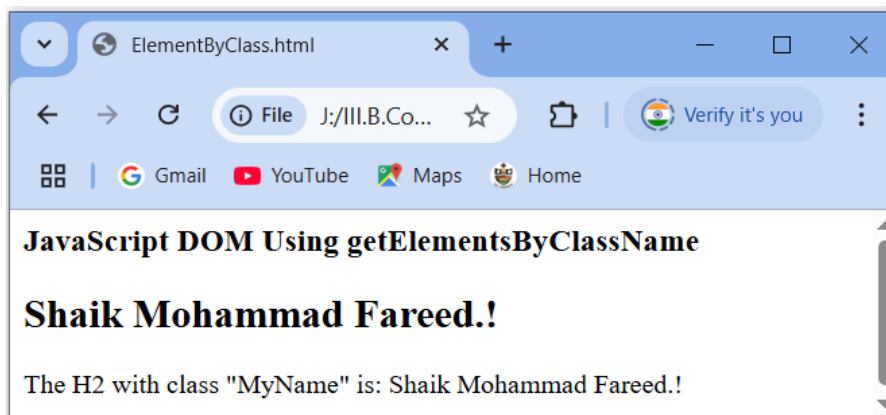 ElementByClass.html
File J:/III.B.Co... Verify it's you
Gmail YouTube Maps Home
JavaScript DOM Using getElementsByClassName
Shaik Mohammad Fareed.!
The H2 with class "MyName" is: Shaik Mohammad Fareed.!